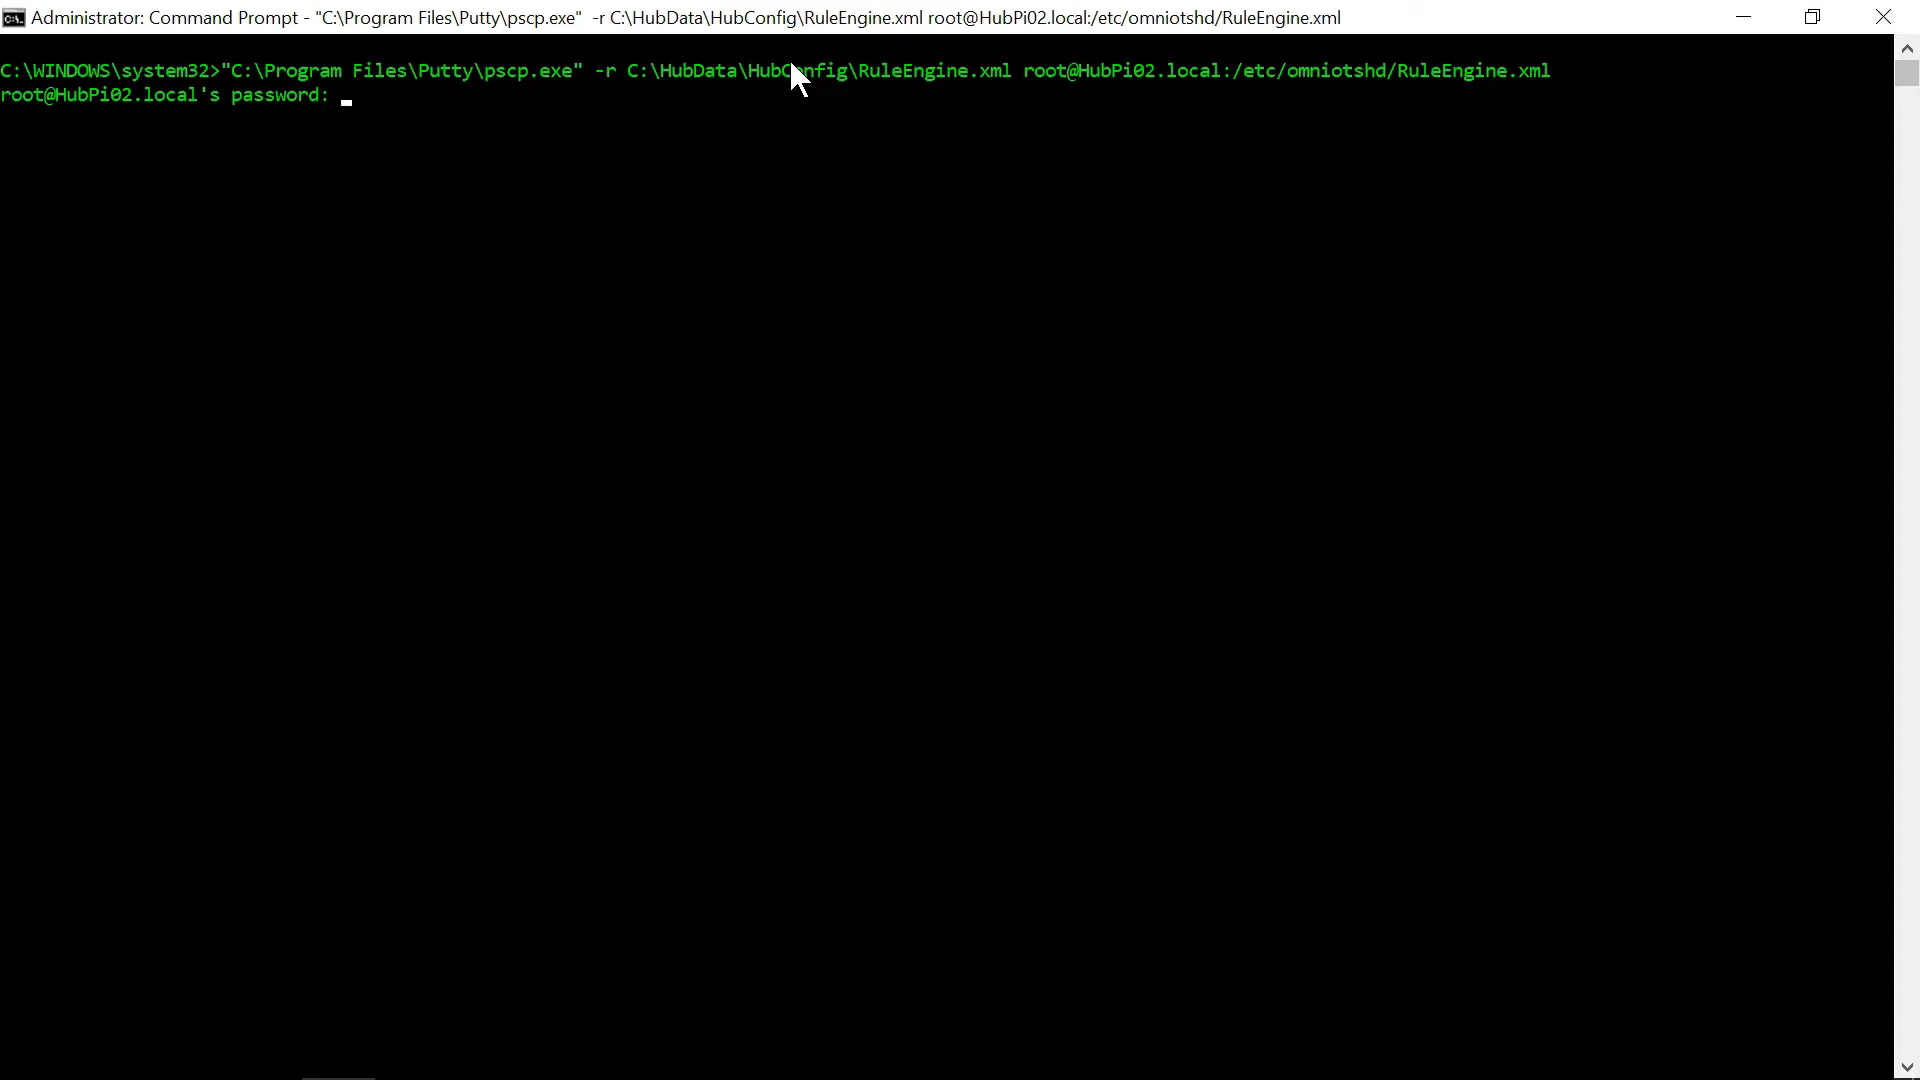 Administrator: Command Prompt - "C:\Program Files\Putty\pscp.exe"  -r C:\HubData\HubConfig\RuleEngine.xml root@HubPi02.local:/etc/omniotshd/RuleEngine.xml
C:\WINDOWS\system32>"C:\Program Files\Putty\pscp.exe" -r C:\HubData\HubConfig\RuleEngine.xml root@HubPi02.local:/etc/omniotshd/RuleEngine.xml
root@HubPi02.local's password: